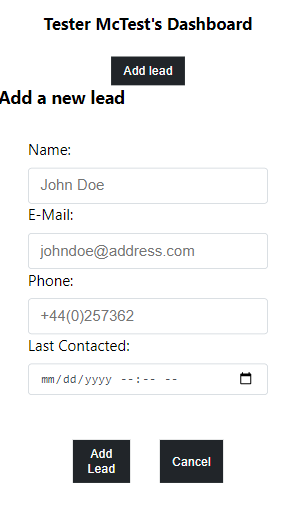 Tester McTest's Dashboard
Add lead
Add a new lead
Name:
John Doe
E-Mail:
johndoe@address.com
Phone:
+44(0)257362
Last Contacted:
mm/dd/yyyy --:-- --
Add
Lead
Cancel